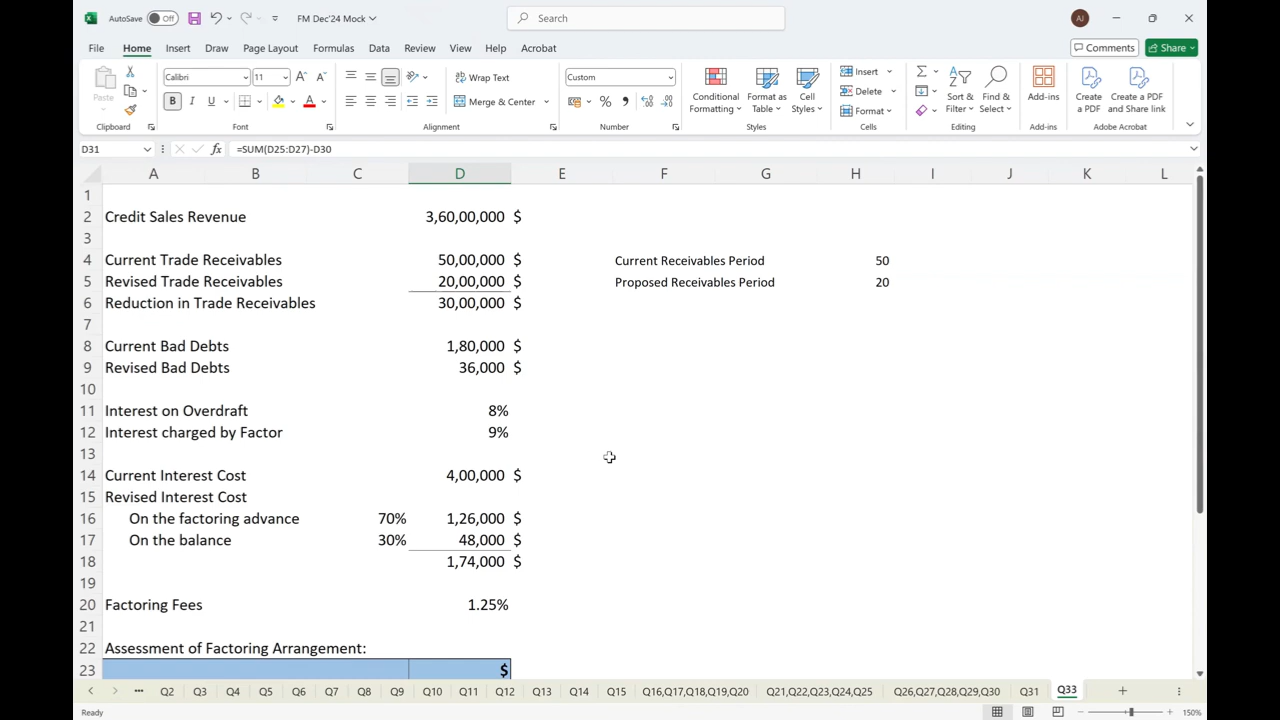 AutoSave Off FM Dec'24 Mock Search AJ
File Home Insert Draw Page Layout Formulas Data Review View Help Acrobat Comments Share
Paste Calibri 11 A A Wrap Text Custom Conditional Formatting Format as Table Cell Styles Insert Σ Sort & Filter Find & Select Add-ins Create a PDF Create a PDF and Share link
B I U A Merge & Center % , Delete
Format
Clipboard Font Alignment Number Styles Cells Editing Add-ins Adobe Acrobat
D31 fx =SUM(D25:D27)-D30
A B C D E F G H I J K L
1
2 Credit Sales Revenue 3,60,00,000 $
3
4 Current Trade Receivables 50,00,000 $ Current Receivables Period 50
5 Revised Trade Receivables 20,00,000 $ Proposed Receivables Period 20
6 Reduction in Trade Receivables 30,00,000 $
7
8 Current Bad Debts 1,80,000 $
9 Revised Bad Debts 36,000 $
10
11 Interest on Overdraft 8%
12 Interest charged by Factor 9%
13
14 Current Interest Cost 4,00,000 $
15 Revised Interest Cost
16 On the factoring advance 70% 1,26,000 $
17 On the balance 30% 48,000 $
18 1,74,000 $
19
20 Factoring Fees 1.25%
21
22 Assessment of Factoring Arrangement:
23 $
... Q2 Q3 Q4 Q5 Q6 Q7 Q8 Q9 Q10 Q11 Q12 Q13 Q14 Q15 Q16,Q17,Q18,Q19,Q20 Q21,Q22,Q23,Q24,Q25 Q26,Q27,Q28,Q29,Q30 Q31 Q33
Ready 150%